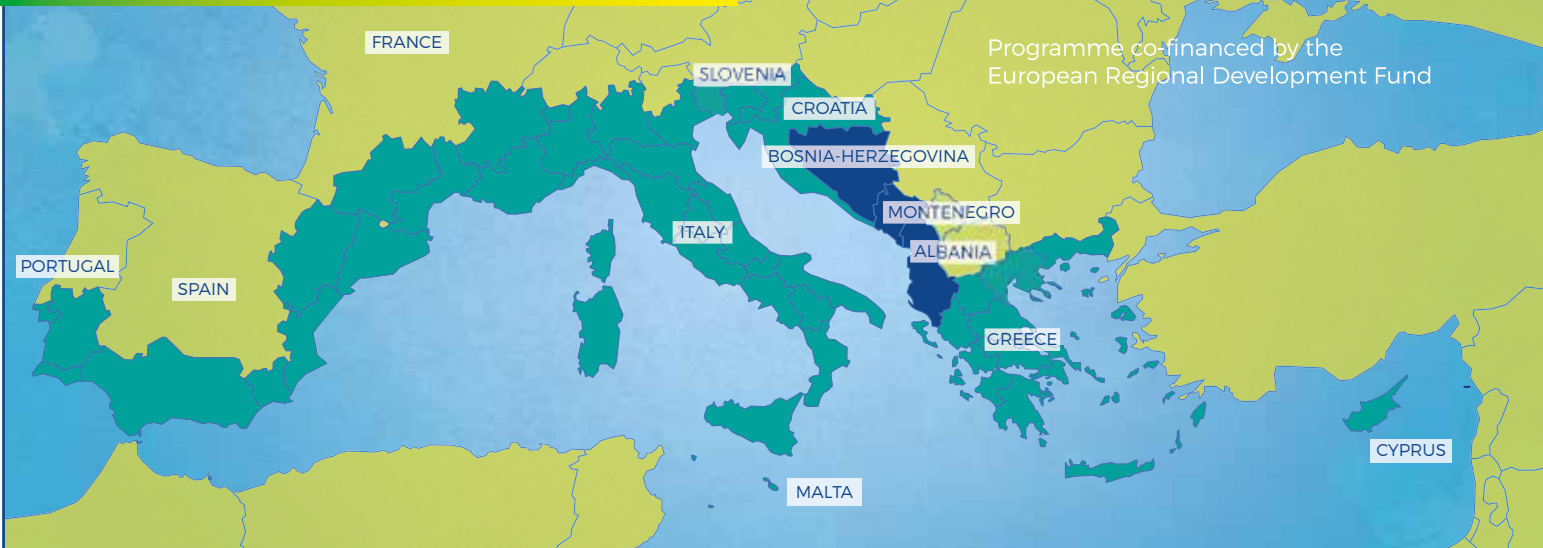 FRANCE
Programme co-financed by the
European Regional Development Fund
SLOVENIA
CROATIA
BOSNIA-HERZEGOVINA
MONTENEGRO
ITALY
ALBANIA
PORTUGAL
SPAIN
GREECE
CYPRUS
MALTA